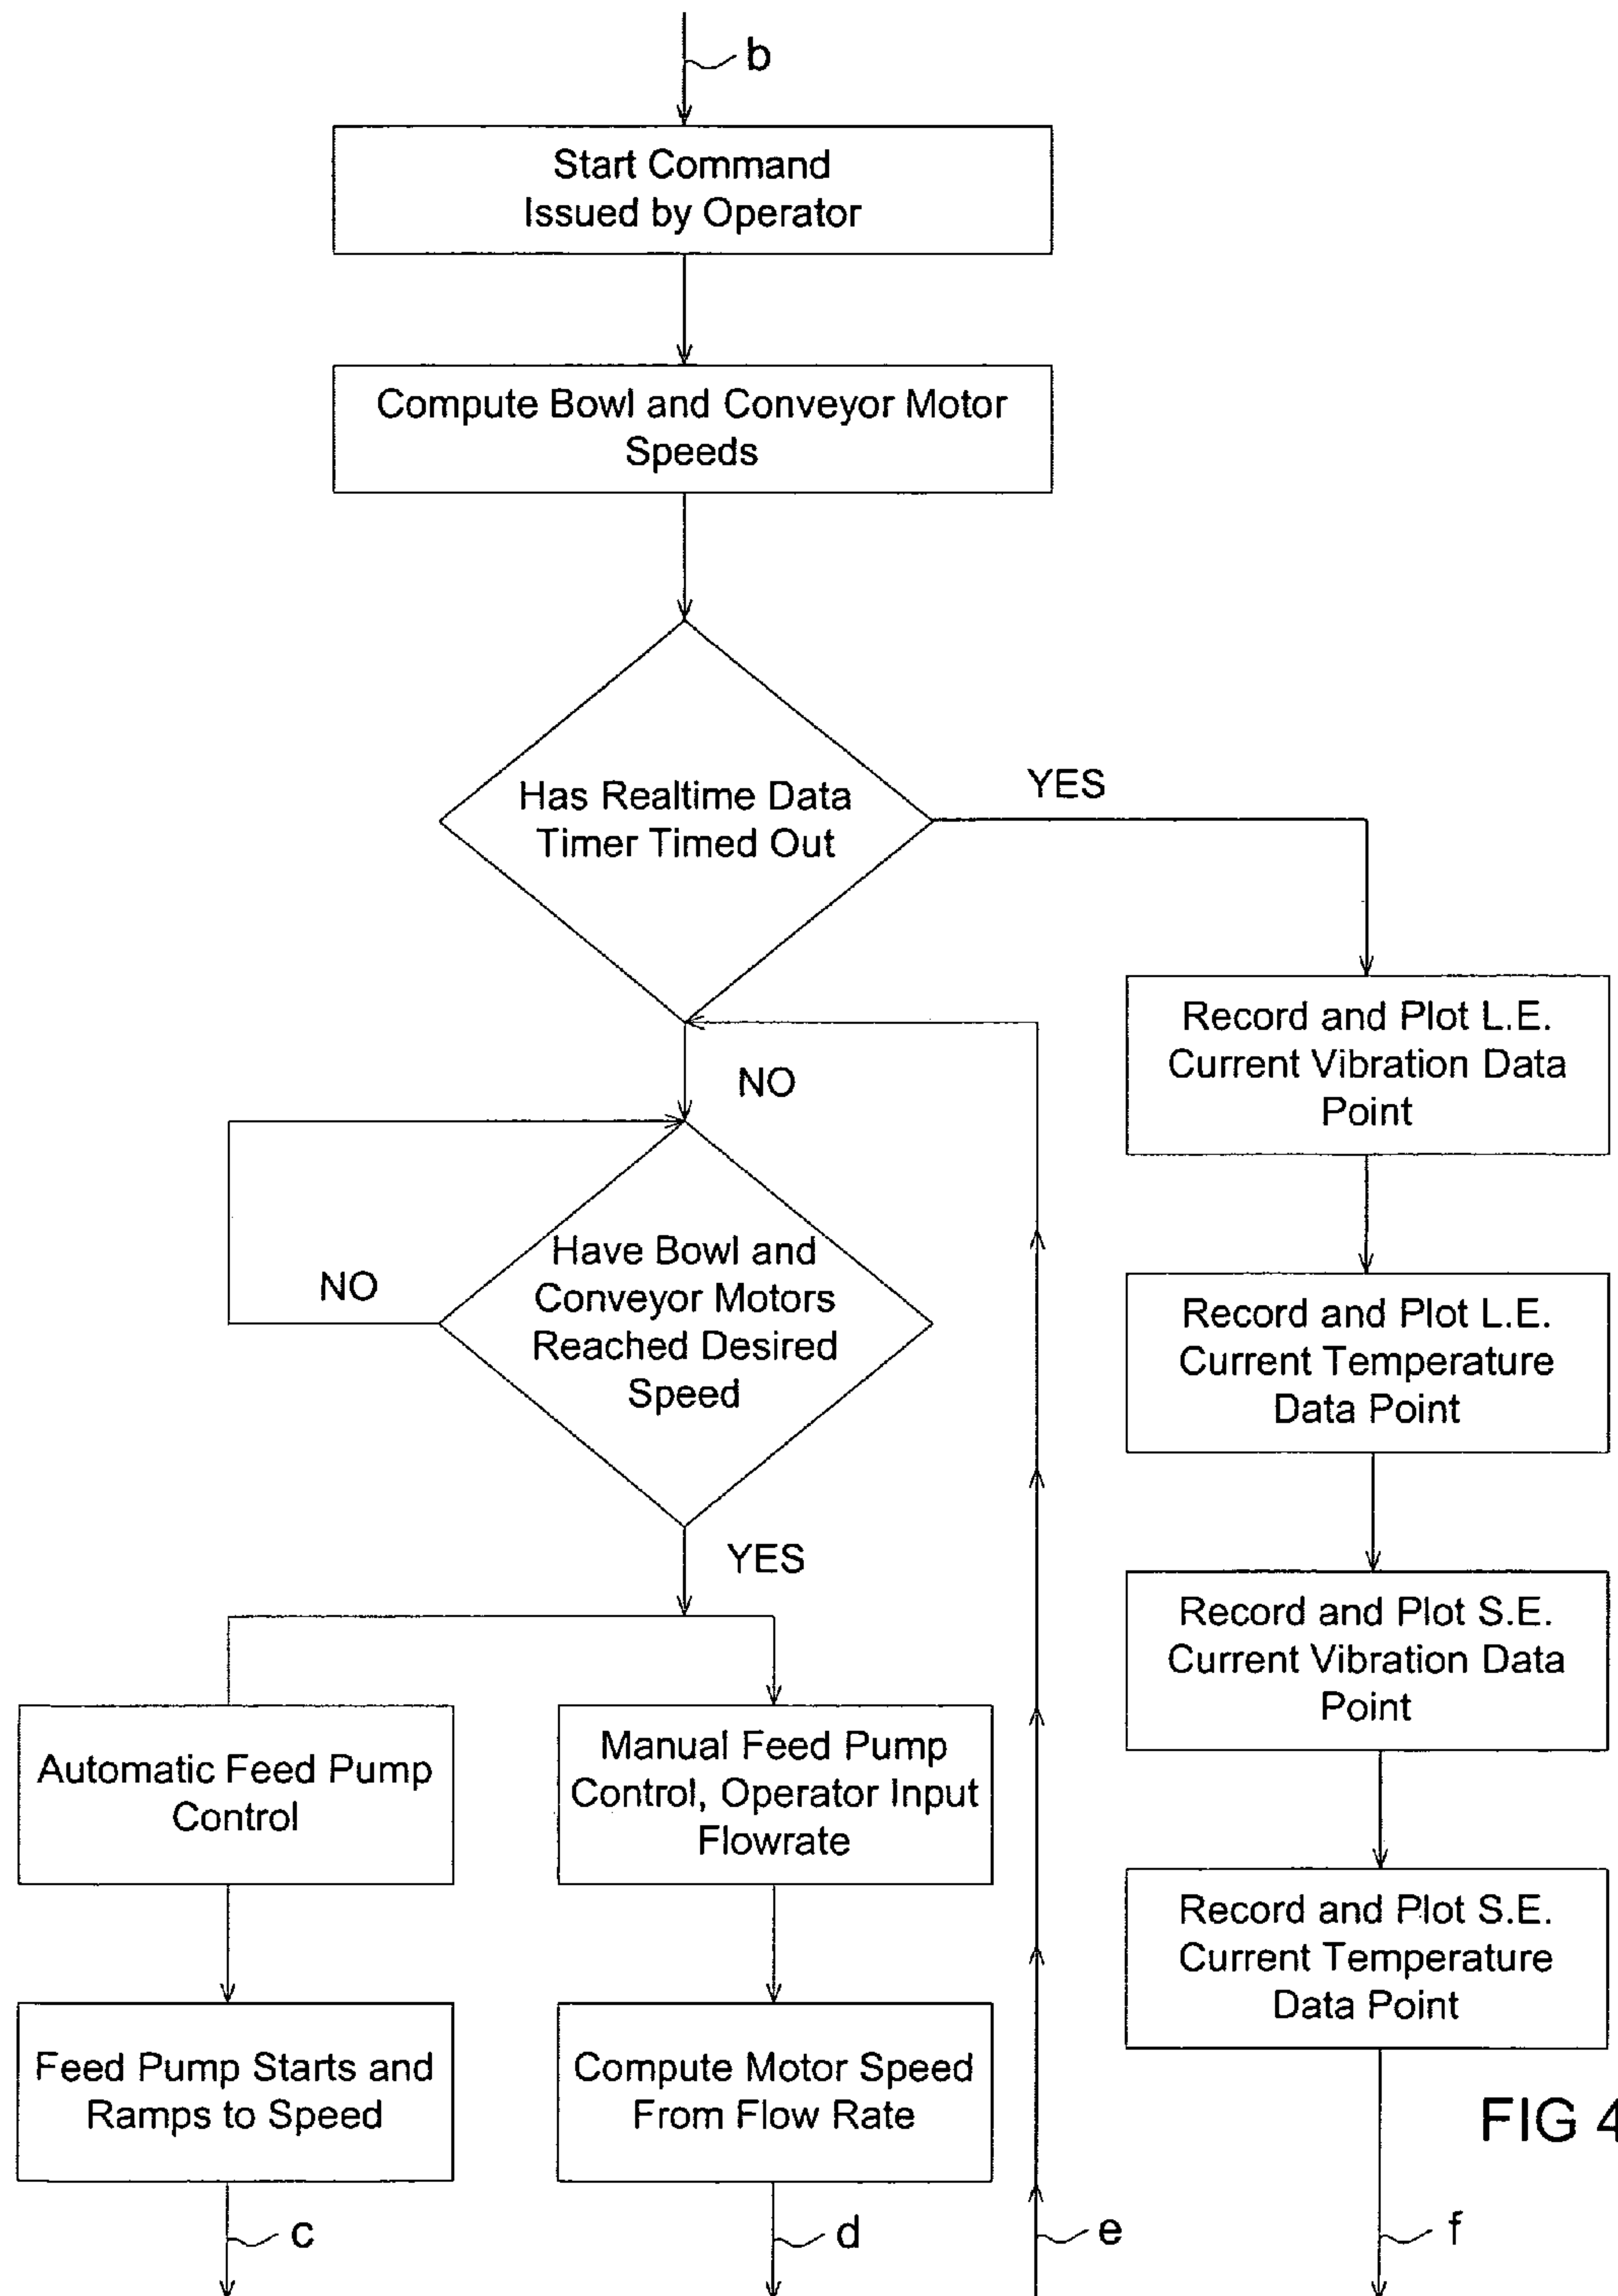 b
Start Command
Issued by Operator
Compute Bowl and Conveyor Motor
Speeds
Has Realtime Data
Timer Timed Out
YES
NO
Have Bowl and
Conveyor Motors
Reached Desired
Speed
NO
YES
Automatic Feed Pump
Control
Manual Feed Pump
Control, Operator Input
Flowrate
Feed Pump Starts and
Ramps to Speed
Compute Motor Speed
From Flow Rate
Record and Plot L.E.
Current Vibration Data
Point
Record and Plot L.E.
Current Temperature
Data Point
Record and Plot S.E.
Current Vibration Data
Point
Record and Plot S.E.
Current Temperature
Data Point
FIG 4
c
d
e
f